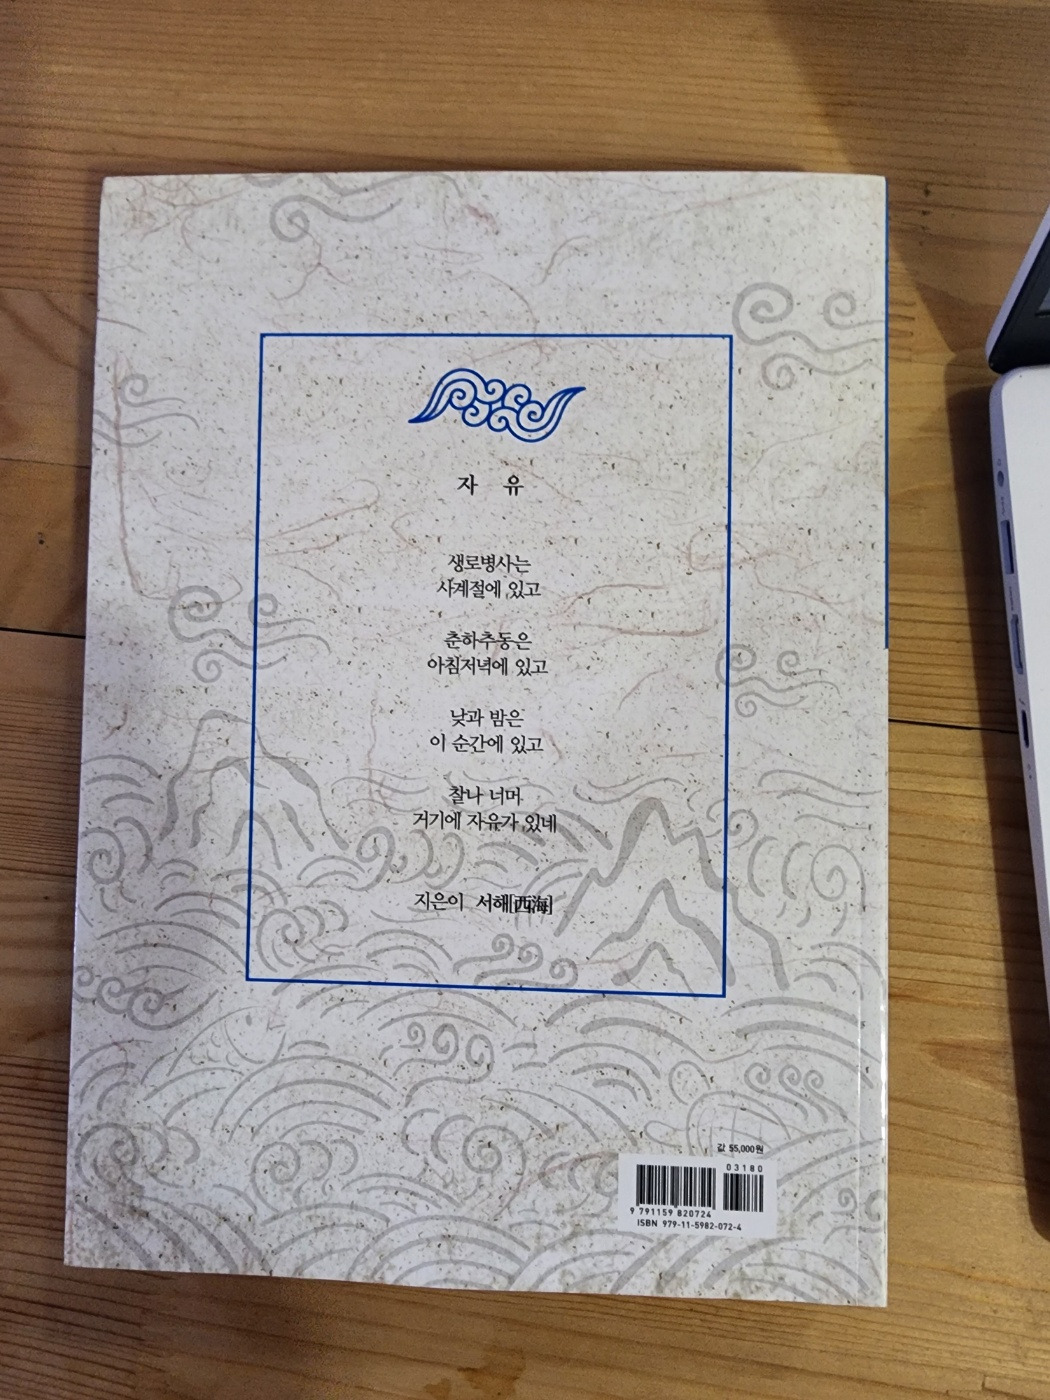 자 유
생로병사는
사계절에 있고
춘하추동은
아침저녁에 있고
낮과 밤은
이 순간에 있고
찰나 너머
거기에 자유가 있네
지은이 서해[西海]
값 55,000원
03180
9 791159 820724
ISBN 979-11-5982-072-4